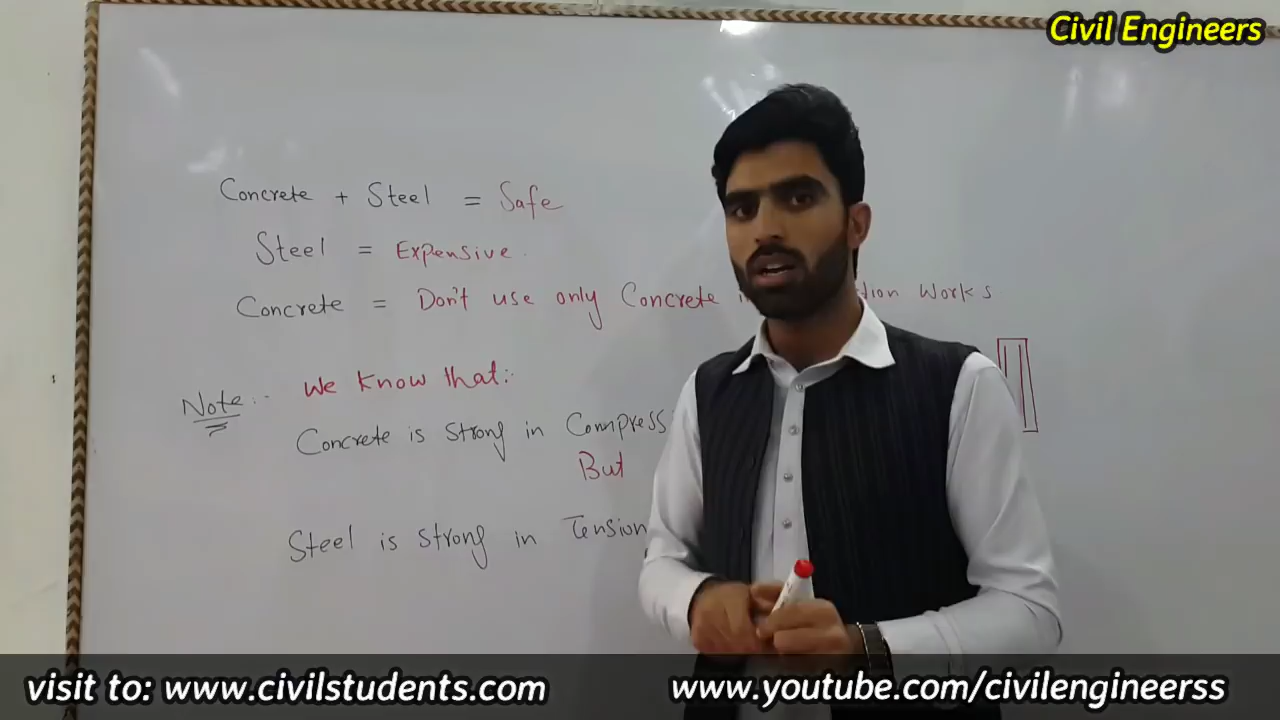 Civil Engineers
Concrete + Steel = Safe
Steel = Expensive.
Concrete = Don't use only Concrete works
Note:- We know that:-
Concrete is strong in
But
Steel is strong in Tension
visit to: www.civilstudents.com
www.youtube.com/civilengineerss